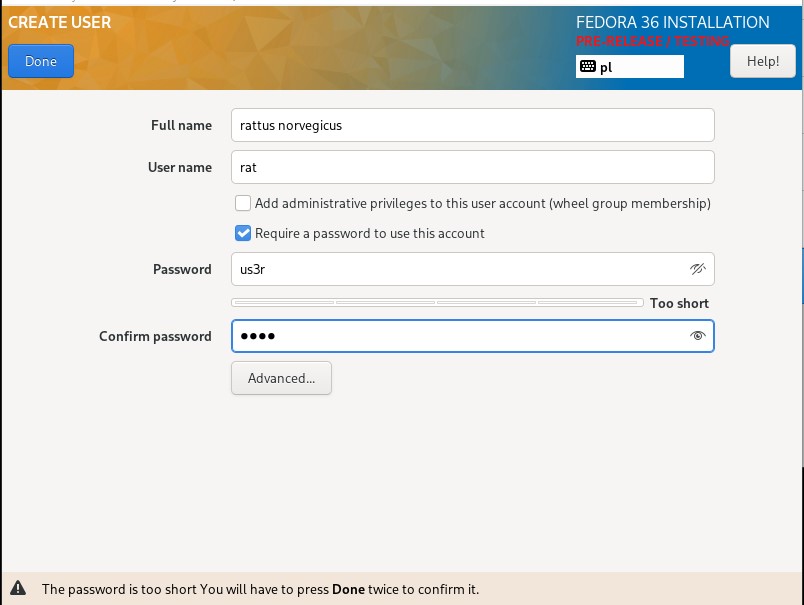 CREATE USER
FEDORA 36 INSTALLATION
PRE-RELEASE / TESTING
Done
pl
Help!
Full name
rattus norvegicus
User name
rat
Add administrative privileges to this user account (wheel group membership)
Require a password to use this account
Password
us3r
Too short
Confirm password
●●●●
Advanced...
The password is too short You will have to press Done twice to confirm it.